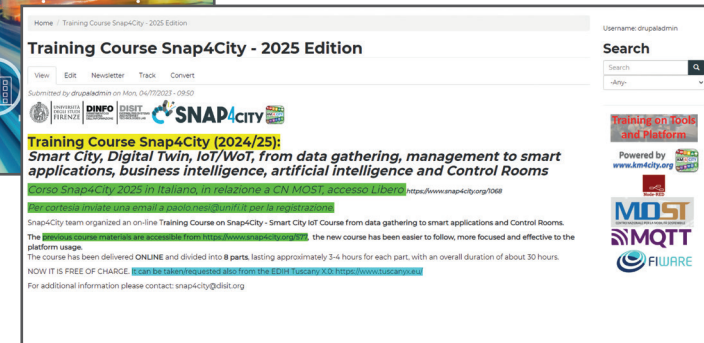 Home / Training Course Snap4City - 2025 Edition
Username: drupaladmin
Training Course Snap4City - 2025 Edition
Search
View Edit Newsletter Track Convert
Search
-Any-
Submitted by drupaladmin on Mon, 04/17/2023 - 09:50
UNIVERSITÀ DEGLI STUDI FIRENZE
DINFO
DISIT
SNAP4CITY
Training on Tools and Platform
Training Course Snap4City (2024/25):
Smart City, Digital Twin, IoT/WoT, from data gathering, management to smart
applications, business intelligence, artificial intelligence and Control Rooms
Powered by
www.km4city.org
Corso Snap4City 2025 in Italiano, in relazione a CN MOST, accesso Libero https://www.snap4city.org/1068
Node-RED
Per cortesia inviate una email a paolo.nesi@unifi.it per la registrazione.
MOST
Snap4City team organized an on-line Training Course on Snap4City - Smart City IoT Course from data gathering to smart applications and Control Rooms.
The previous course materials are accessible from https://www.snap4city.org/577, the new course has been easier to follow, more focused and effective to the
platform usage.
MQTT
The course has been delivered ONLINE and divided into 8 parts, lasting approximately 3-4 hours for each part, with an overall duration of about 30 hours.
FIWARE
NOW IT IS FREE OF CHARGE. It can be taken/requested also from the EDIH Tuscany X.0: https://www.tuscanyx.eu/
For additional information please contact: snap4city@disit.org